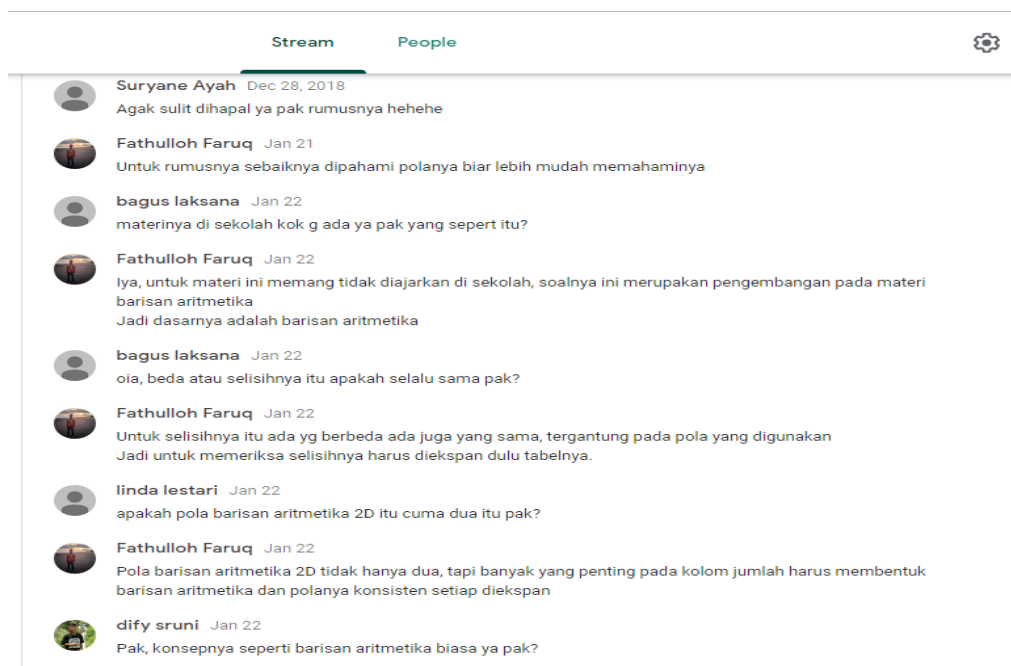 Stream People
Suryane Ayah Dec 28, 2018
Agak sulit dihapal ya pak rumusnya hehehe
Fathulloh Faruq Jan 21
Untuk rumusnya sebaiknya dipahami polanya biar lebih mudah memahaminya
bagus laksana Jan 22
materinya di sekolah kok g ada ya pak yang sepert itu?
Fathulloh Faruq Jan 22
Iya, untuk materi ini memang tidak diajarkan di sekolah, soalnya ini merupakan pengembangan pada materi
barisan aritmetika
Jadi dasarnya adalah barisan aritmetika
bagus laksana Jan 22
oia, beda atau selisihnya itu apakah selalu sama pak?
Fathulloh Faruq Jan 22
Untuk selisihnya itu ada yg berbeda ada juga yang sama, tergantung pada pola yang digunakan
Jadi untuk memeriksa selisihnya harus diekspan dulu tabelnya.
linda lestari Jan 22
apakah pola barisan aritmetika 2D itu cuma dua itu pak?
Fathulloh Faruq Jan 22
Pola barisan aritmetika 2D tidak hanya dua, tapi banyak yang penting pada kolom jumlah harus membentuk
barisan aritmetika dan polanya konsisten setiap diekspan
dify sruni Jan 22
Pak, konsepnya seperti barisan aritmetika biasa ya pak?